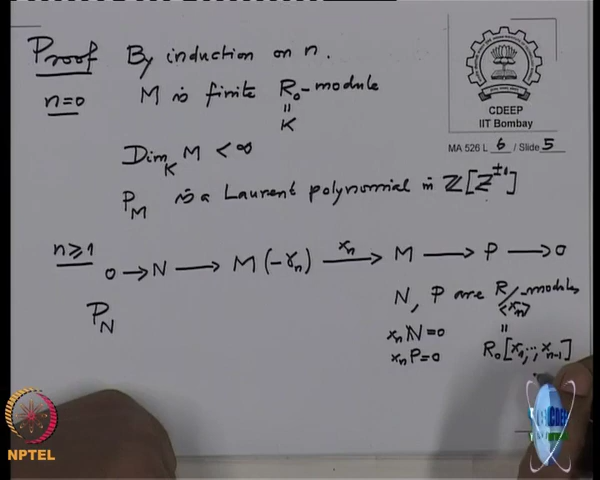 Proof By induction on n.
n=0 M is finite R₀-module
=
K
CDEEP
IIT Bombay
MA 526 L 6 / Slide 5
Dim_K M < ∞
P_M is a Laurent polynomial in ℤ[Z^{±1}]
n≥1 0 → N → M(-γ_n) —x_n→ M → P → 0
P_N
N, P are R/<x_n>-modules
x_n N=0 =
x_n P=0 R₀[x_1, ..., x_{n-1}]
NPTEL